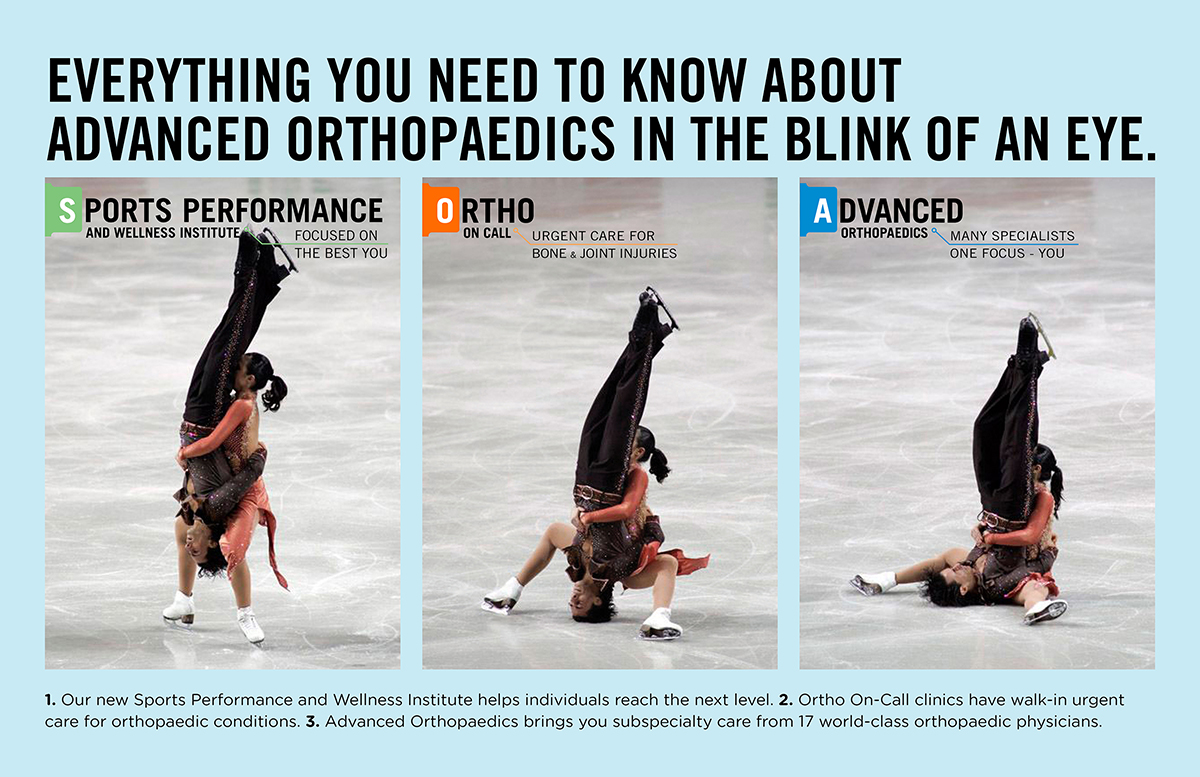 EVERYTHING YOU NEED TO KNOW ABOUT
ADVANCED ORTHOPAEDICS IN THE BLINK OF AN EYE.
SPORTS PERFORMANCE
AND WELLNESS INSTITUTE
FOCUSED ON
THE BEST YOU
ORTHO
ON CALL
URGENT CARE FOR
BONE & JOINT INJURIES
ADVANCED
ORTHOPAEDICS
MANY SPECIALISTS
ONE FOCUS - YOU
1. Our new Sports Performance and Wellness Institute helps individuals reach the next level. 2. Ortho On-Call clinics have walk-in urgent
care for orthopaedic conditions. 3. Advanced Orthopaedics brings you subspecialty care from 17 world-class orthopaedic physicians.